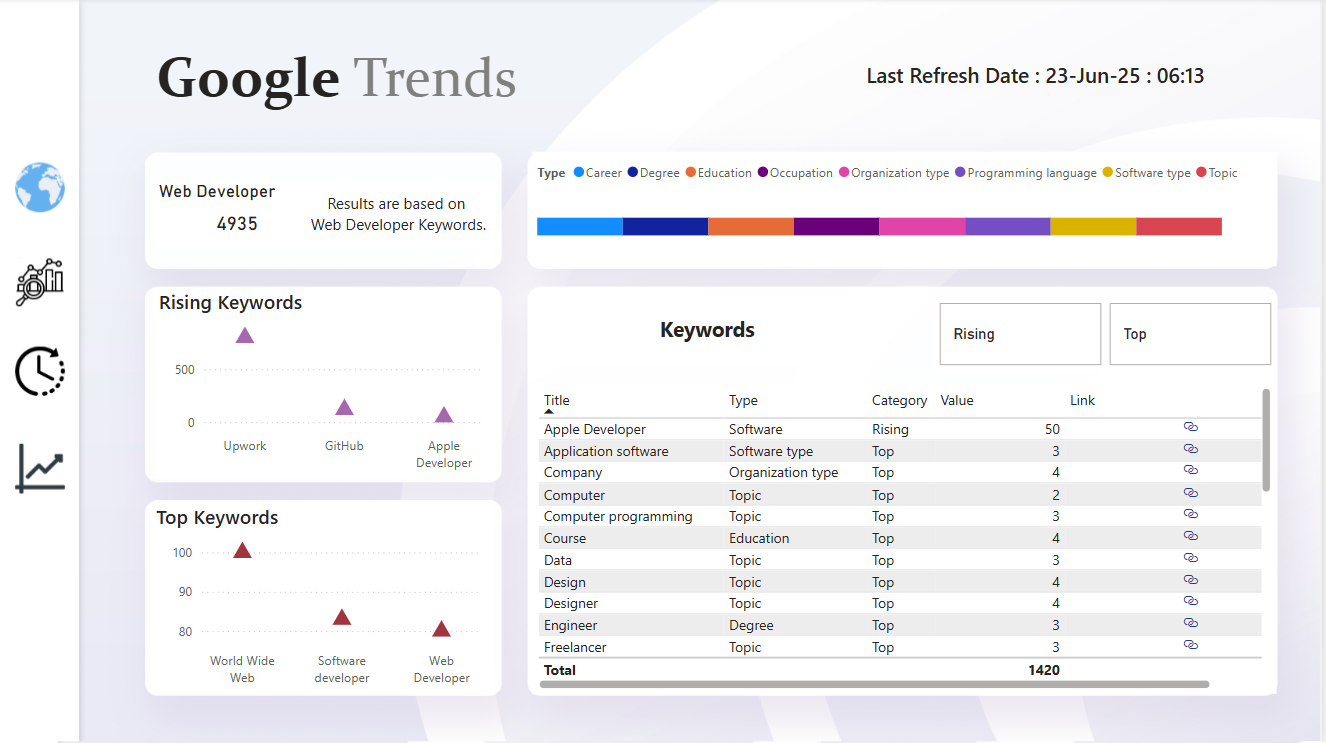 Google Trends
Last Refresh Date : 23-Jun-25 : 06:13
Web Developer
4935
Results are based on
Web Developer Keywords.
Type Career Degree Education Occupation Organization type Programming language Software type Topic
Rising Keywords
500
0
Upwork GitHub Apple
Developer
Top Keywords
100
90
80
World Wide Software Web
Web developer Developer
Keywords
Rising
Top
Title Type Category Value Link
Apple Developer Software Rising 50
Application software Software type Top 3
Company Organization type Top 4
Computer Topic Top 2
Computer programming Topic Top 3
Course Education Top 4
Data Topic Top 3
Design Topic Top 4
Designer Topic Top 4
Engineer Degree Top 3
Freelancer Topic Top 3
Total 1420